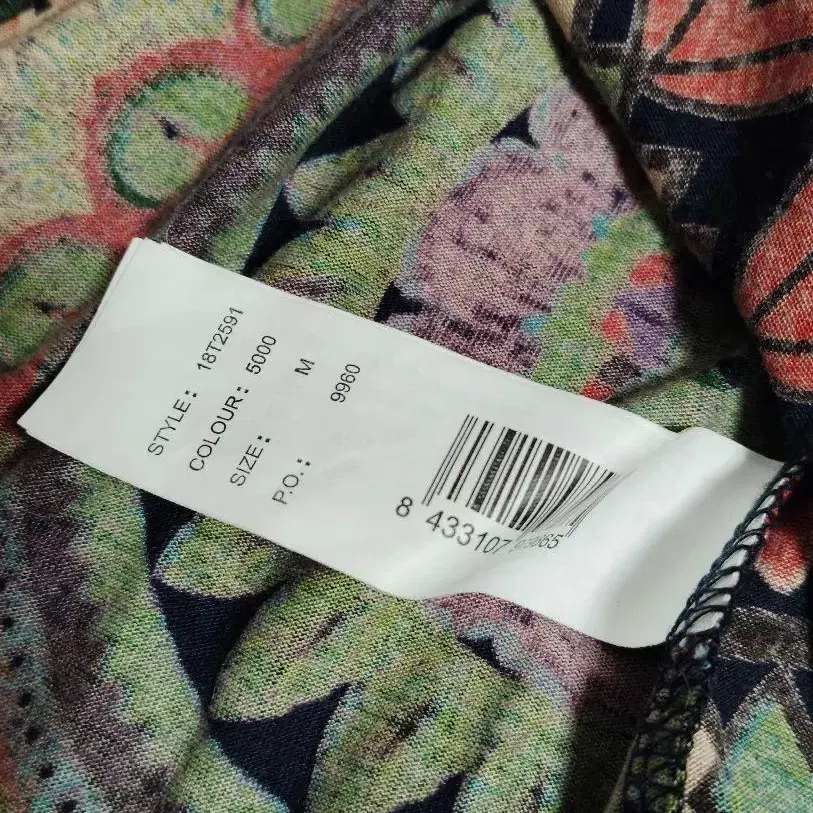 STYLE: 18T2591
COLOUR: 5000
SIZE: M
P.O.: 9960
8 433107